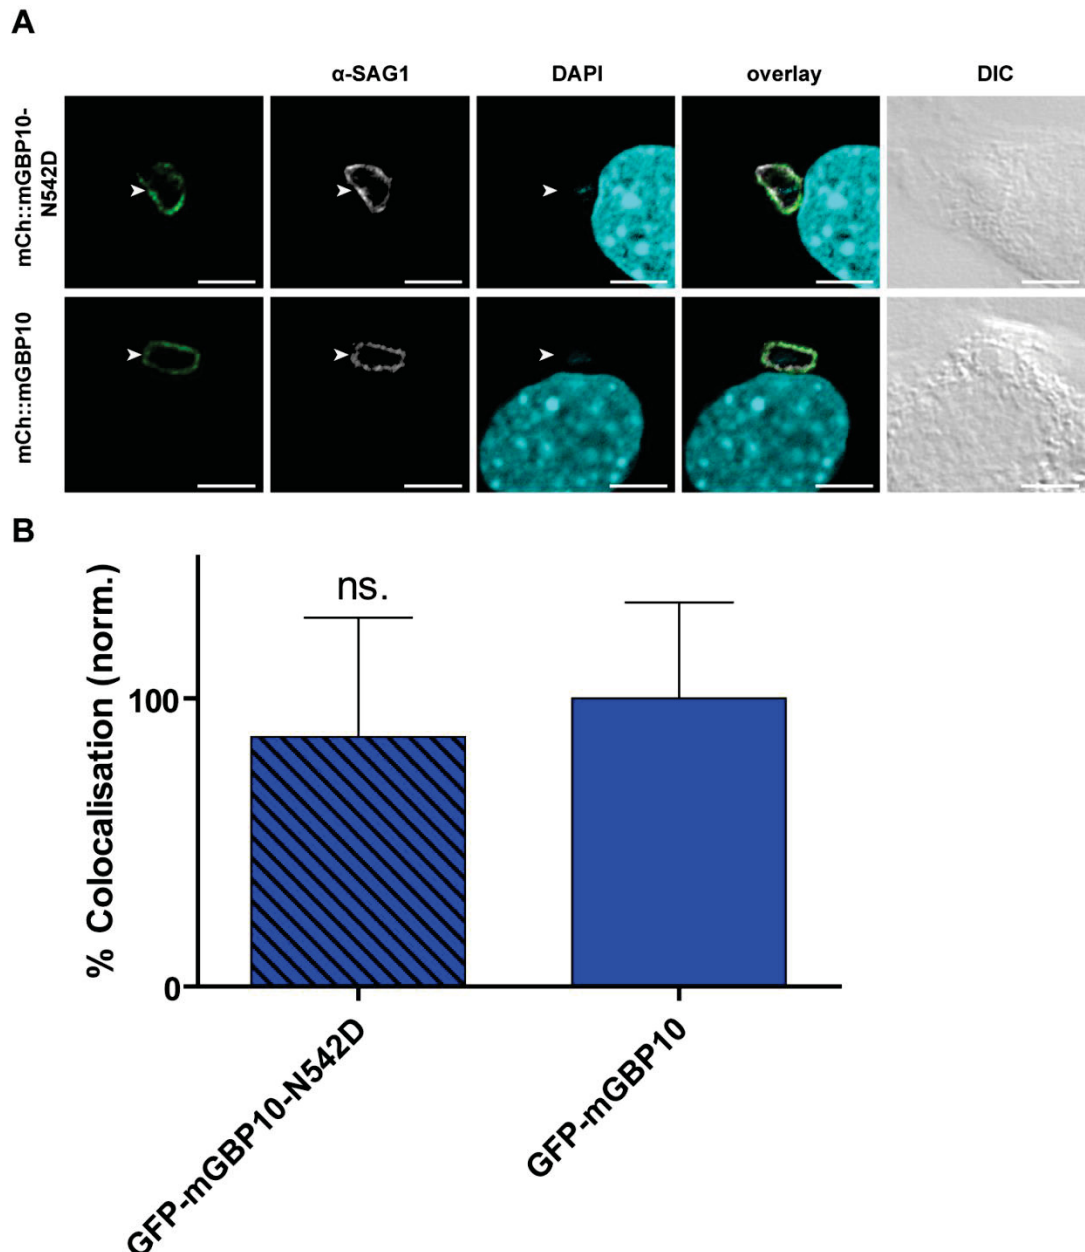 A
α-SAG1 DAPI overlay DIC
mCh::mGBP10-
N542D
mCh::mGBP10
B
ns.
% Colocalisation (norm.)
100
0
GFP-mGBP10-N542D
GFP-mGBP10